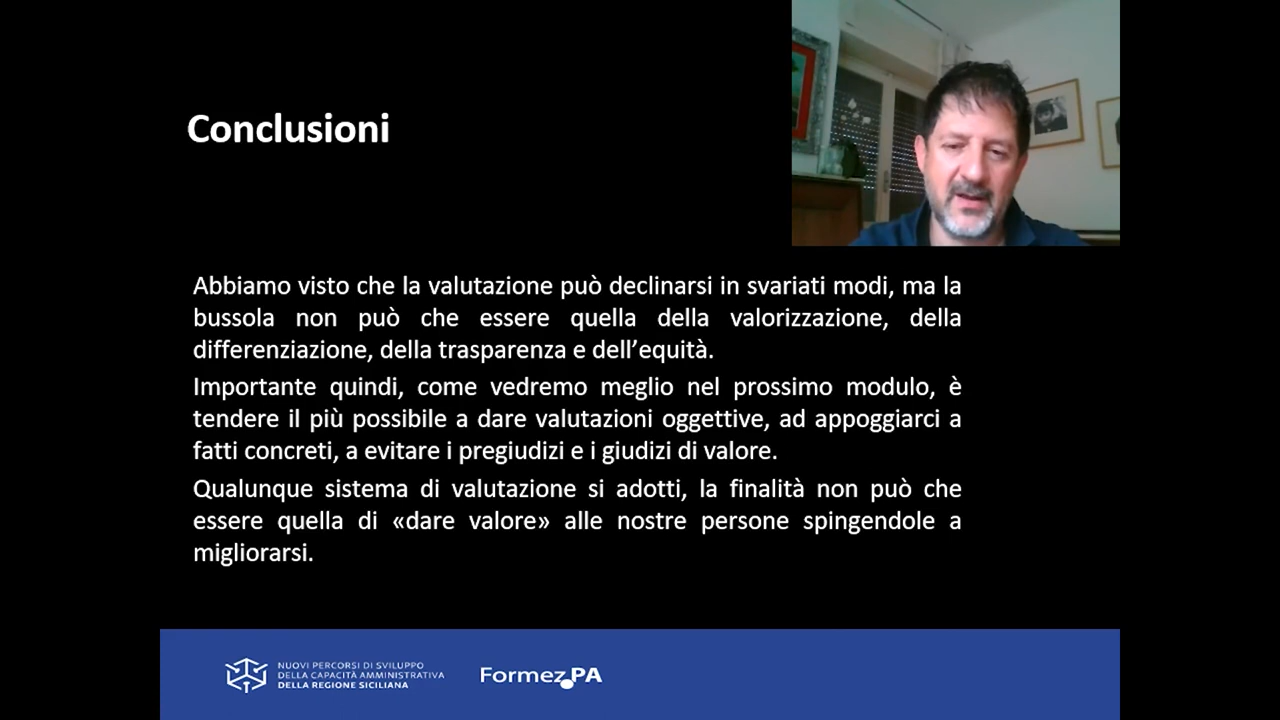 Conclusioni
Abbiamo visto che la valutazione può declinarsi in svariati modi, ma la
bussola non può che essere quella della valorizzazione, della
differenziazione, della trasparenza e dell’equità.
Importante quindi, come vedremo meglio nel prossimo modulo, è
tendere il più possibile a dare valutazioni oggettive, ad appoggiarci a
fatti concreti, a evitare i pregiudizi e i giudizi di valore.
Qualunque sistema di valutazione si adotti, la finalità non può che
essere quella di «dare valore» alle nostre persone spingendole a
migliorarsi.
NUOVI PERCORSI DI SVILUPPO
DELLA CAPACITÀ AMMINISTRATIVA
DELLA REGIONE SICILIANA
Formez PA